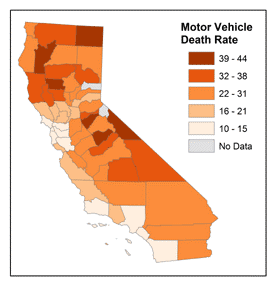 Motor Vehicle
Death Rate
39 - 44
32 - 38
22 - 31
16 - 21
10 - 15
No Data